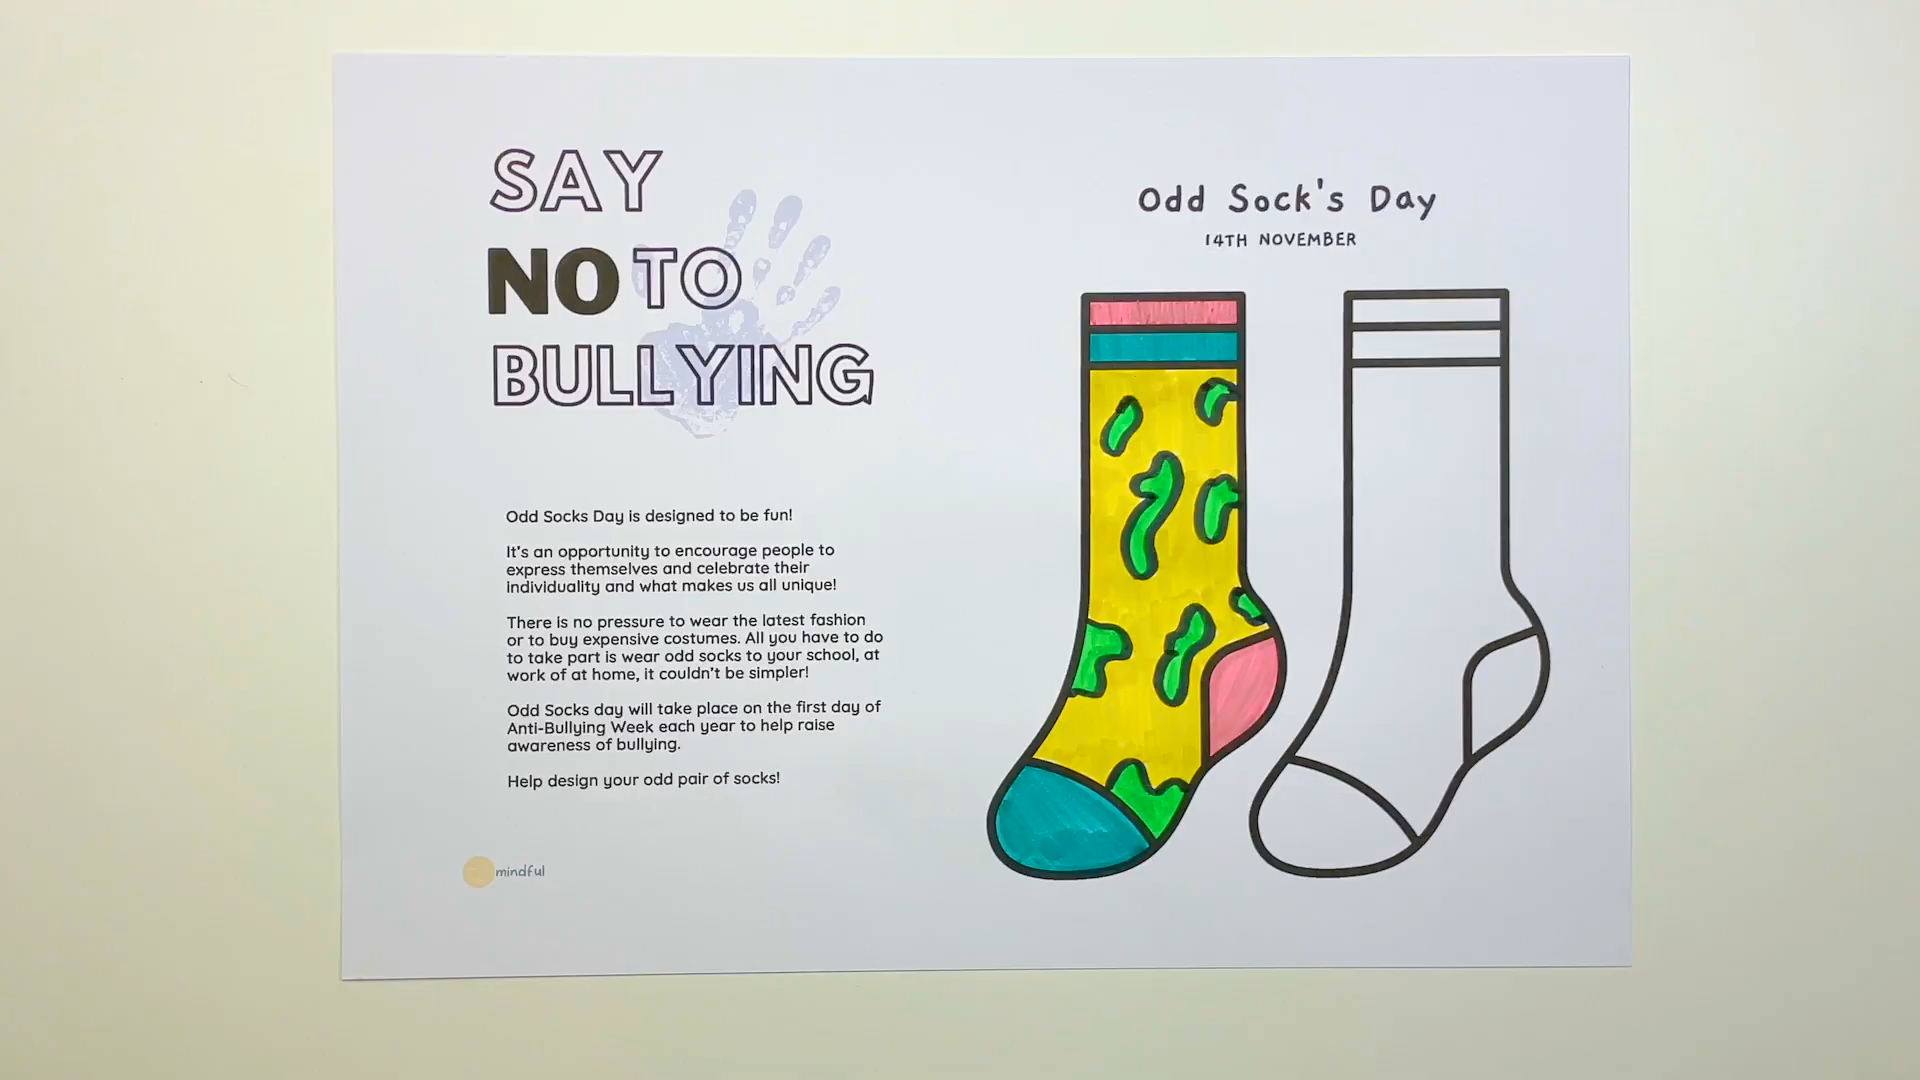 SAY
NO TO
BULLYING
Odd Socks Day is designed to be fun!
It's an opportunity to encourage people to
express themselves and celebrate their
individuality and what makes us all unique!
There is no pressure to wear the latest fashion
or to buy expensive costumes. All you have to do
to take part is wear odd socks to your school, at
work of at home, it couldn't be simpler!
Odd Socks day will take place on the first day of
Anti-Bullying Week each year to help raise
awareness of bullying.
Help design your odd pair of socks!
mindful
Odd Sock's Day
14TH NOVEMBER